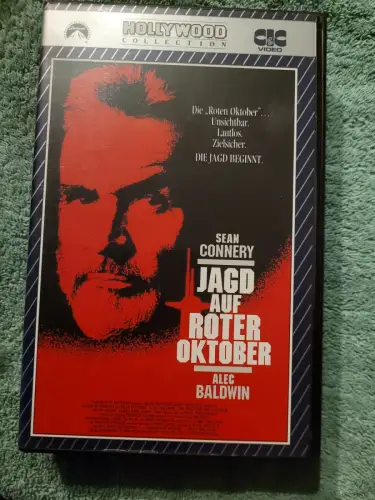 HOLLYWOOD
COLLECTION
CIC
VIDEO
Die „Roten Oktober“...
Unsichtbar.
Lautlos.
Zielsicher.
DIE JAGD BEGINNT.
SEAN
CONNERY
JAGD
AUF
ROTER
OKTOBER
ALEC
BALDWIN